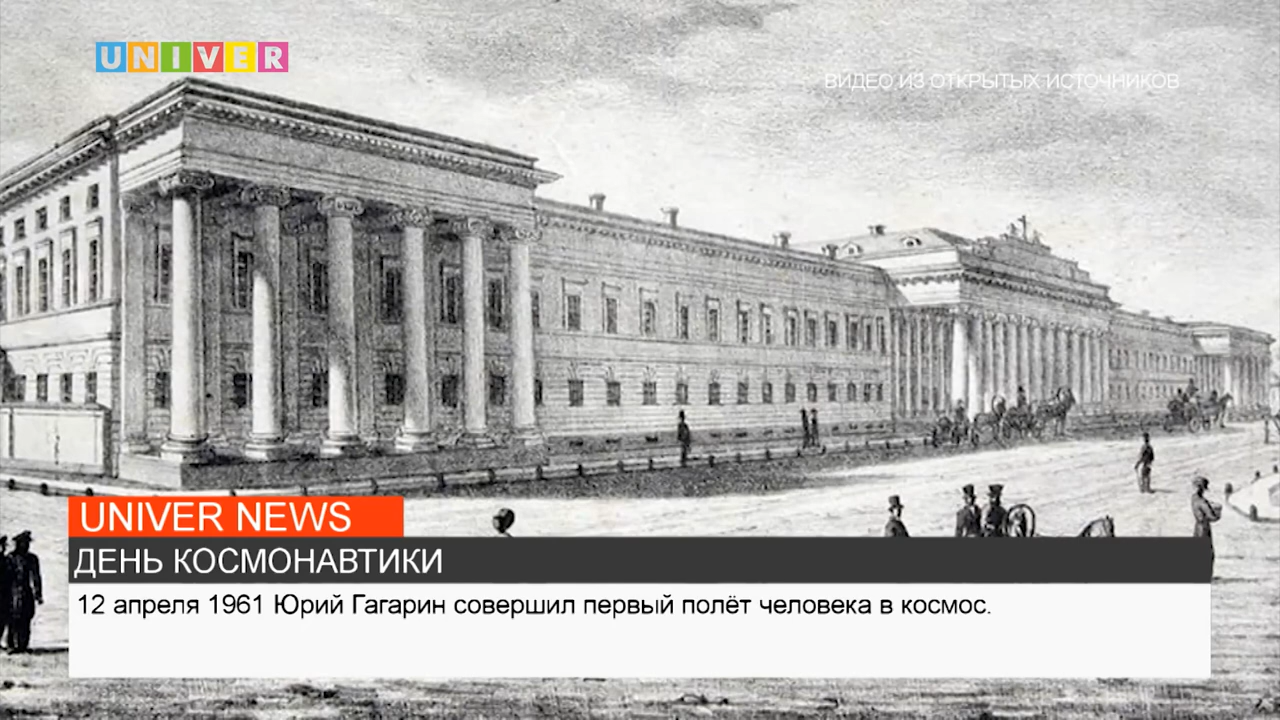 UNIVER
ВИДЕО ИЗ ОТКРЫТЫХ ИСТОЧНИКОВ
UNIVER NEWS
ДЕНЬ КОСМОНАВТИКИ
12 апреля 1961 Юрий Гагарин совершил первый полёт человека в космос.